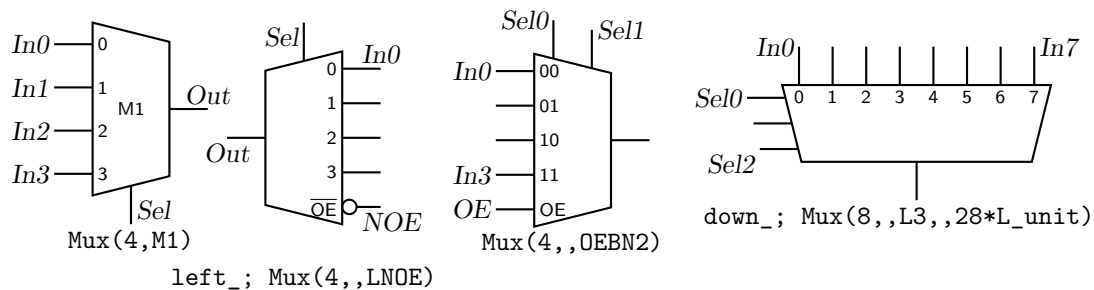 In0
In1
In2
In3
0
1
2
3
M1
Out
Sel
Mux(4,M1)
Sel
In0
0
1
2
3
OE
NOE
Out
left_; Mux(4,,LNOE)
Sel0
Sel1
In0
In3
OE
00
01
10
11
OE
Mux(4,,OEBN2)
In0
In7
Sel0
Sel2
0 1 2 3 4 5 6 7
down_; Mux(8,,L3,,28*L_unit)